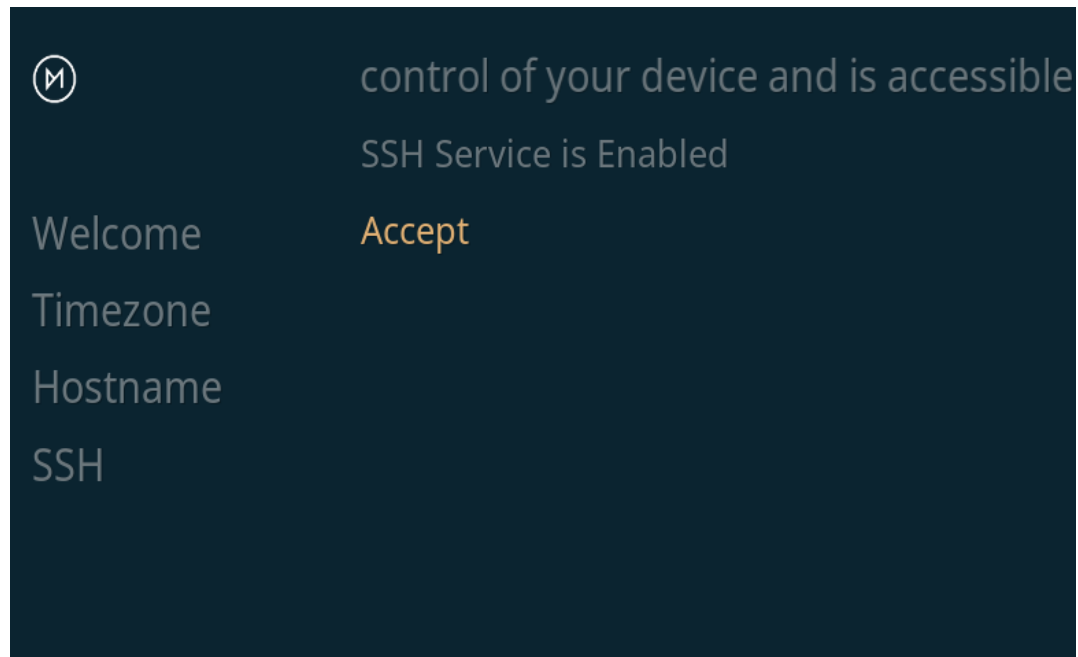 control of your device and is accessible
SSH Service is Enabled
Welcome
Accept
Timezone
Hostname
SSH